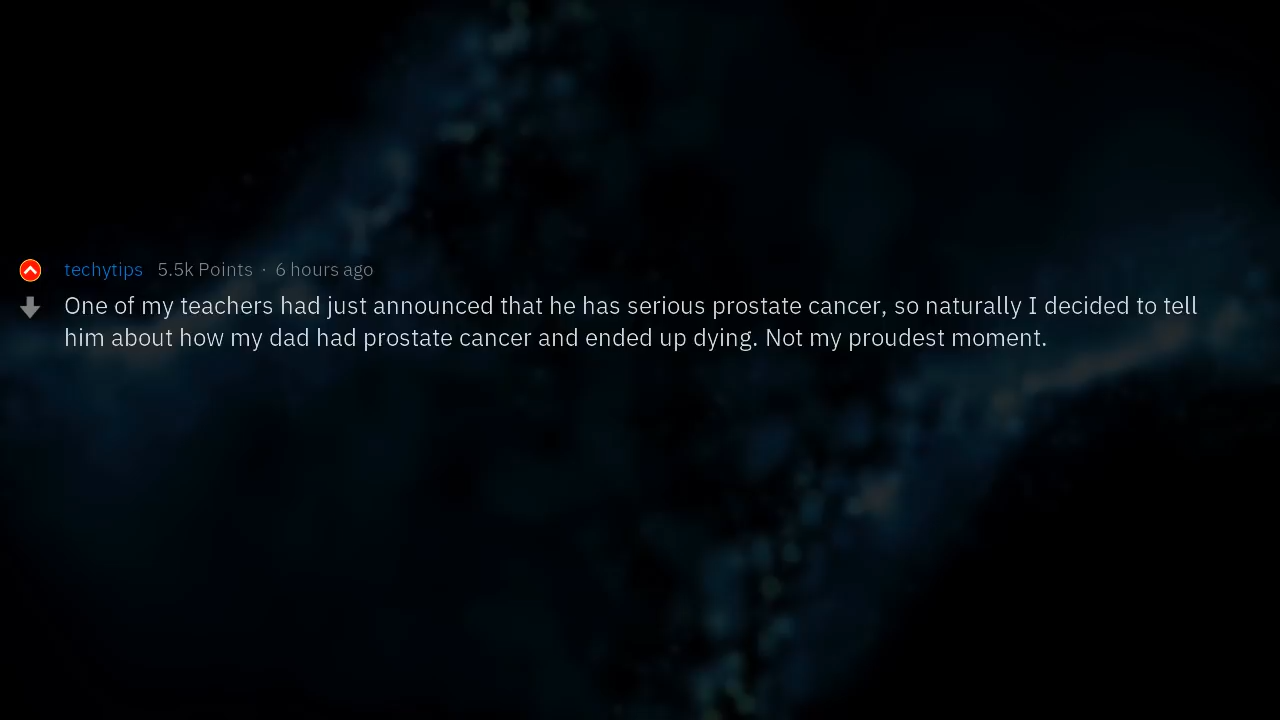 techytips 5.5k Points · 6 hours ago
One of my teachers had just announced that he has serious prostate cancer, so naturally I decided to tell
him about how my dad had prostate cancer and ended up dying. Not my proudest moment.